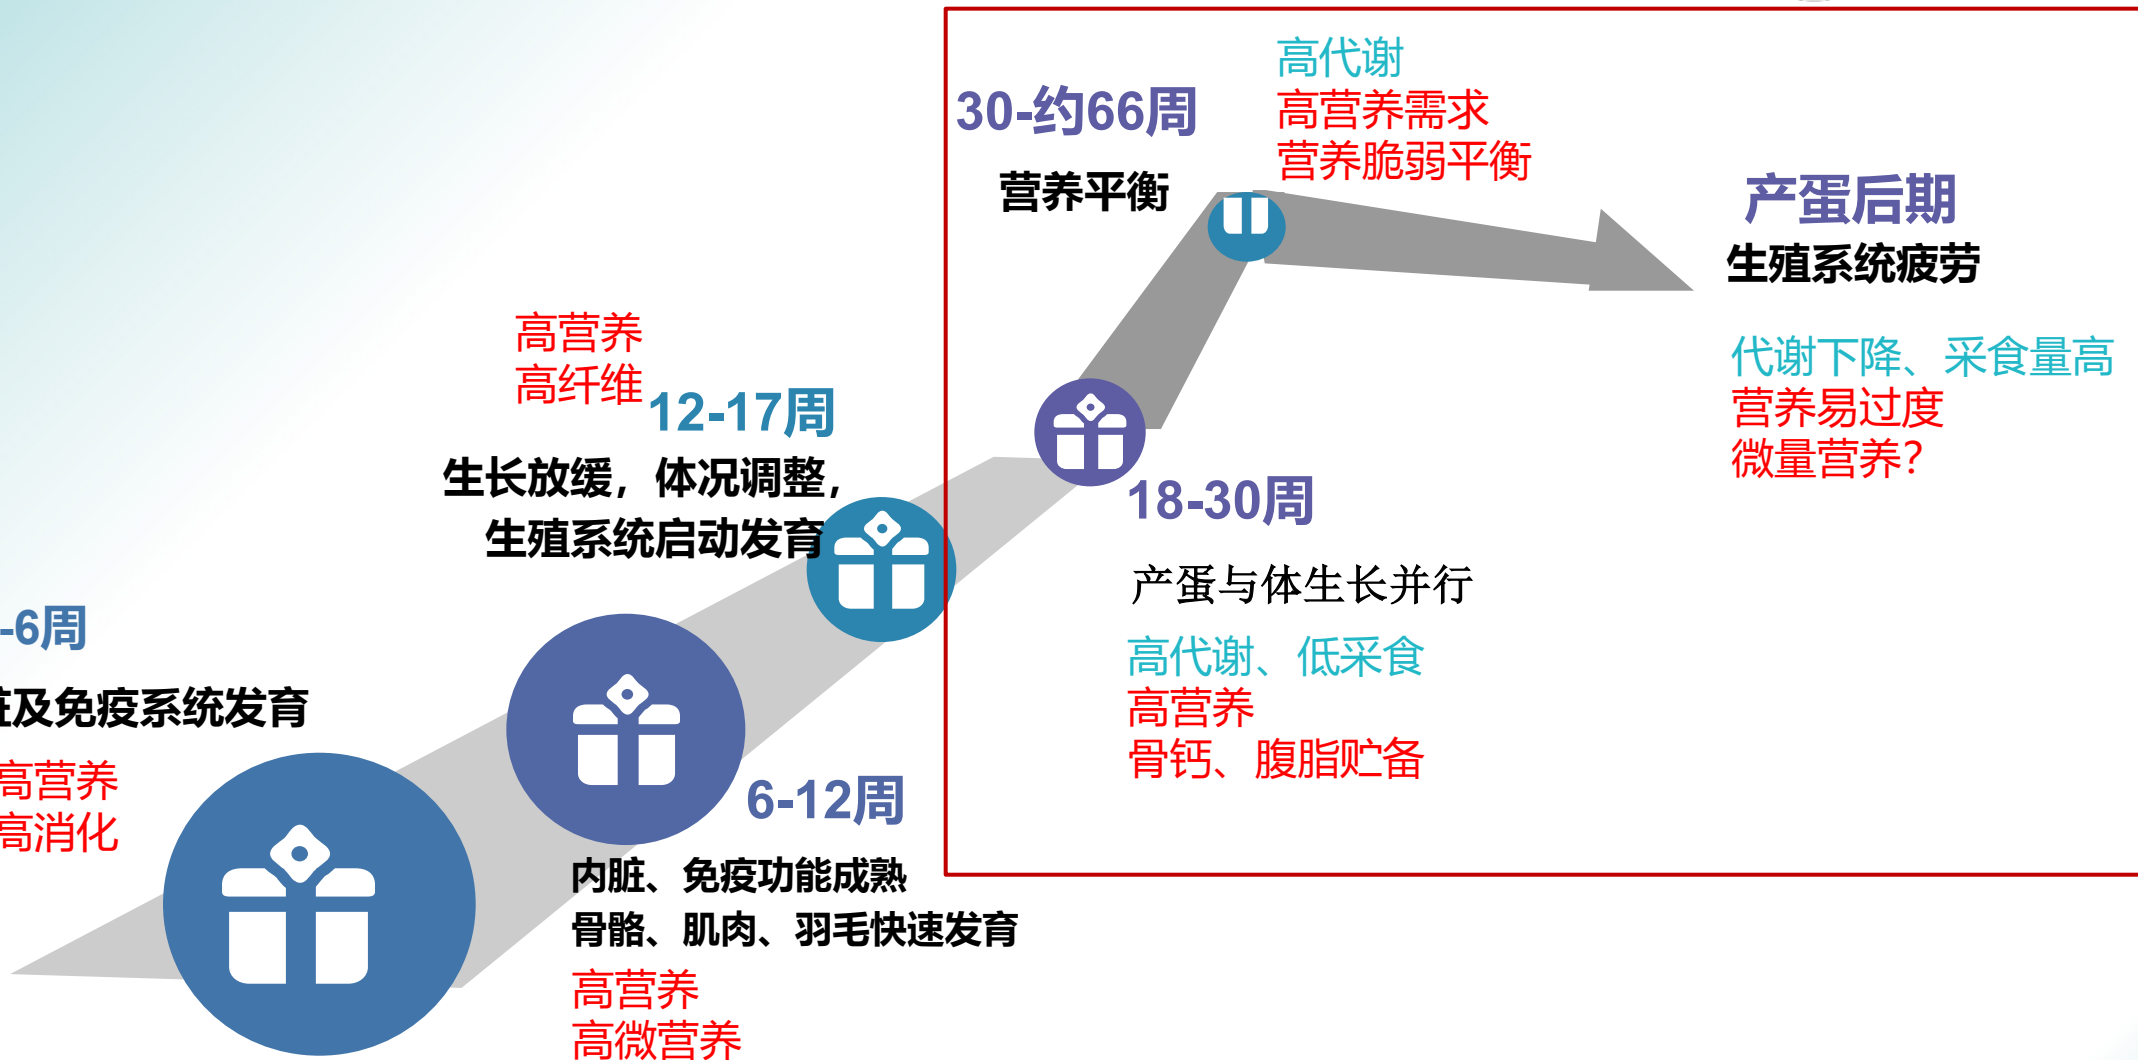 高代谢
高营养需求
营养脆弱平衡
30-约66周
营养平衡
产蛋后期
生殖系统疲劳
代谢下降、采食量高
营养易过度
微量营养?
高营养
高纤维
12-17周
生长放缓，体况调整，
生殖系统启动发育
18-30周
产蛋与体生长并行
高代谢、低采食
高营养
骨钙、腹脂贮备
-6周
及免疫系统发育
高营养
高消化
6-12周
内脏、免疫功能成熟
骨骼、肌肉、羽毛快速发育
高营养
高微营养